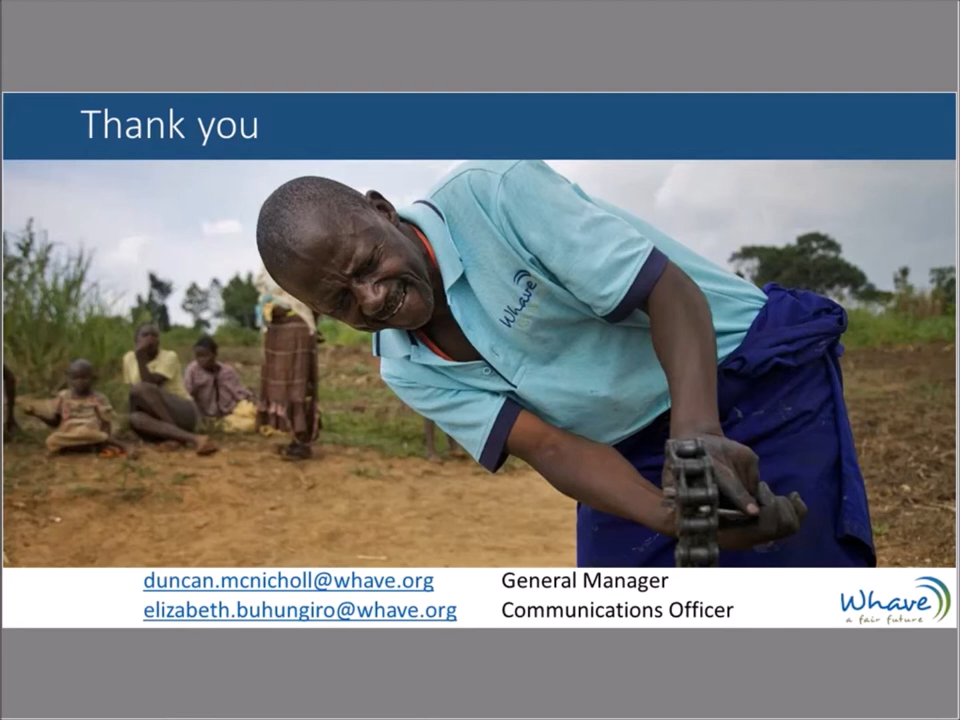 Thank you
Whave
duncan.mcnicholl@whave.org General Manager
elizabeth.buhungiro@whave.org Communications Officer
Whave
a fair future